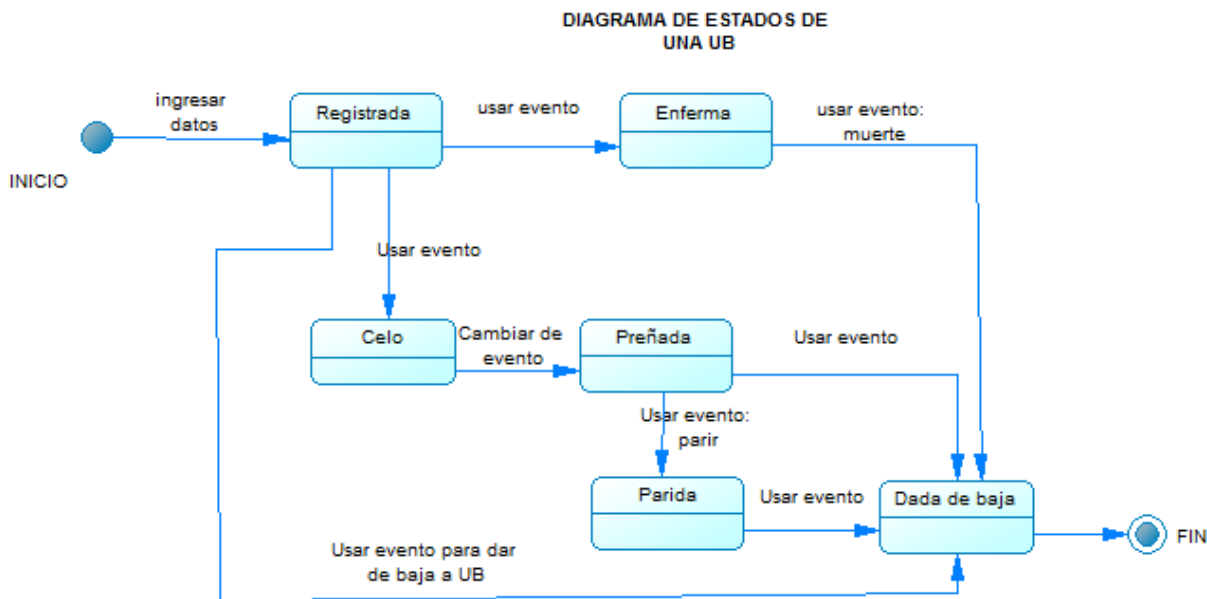 DIAGRAMA DE ESTADOS DE
UNA UB
ingresar
datos
Registrada
usar evento
Enferma
usar evento:
muerte
INICIO
Usar evento
Celo
Cambiar de
evento
Preñada
Usar evento
Usar evento:
parir
Parida
Usar evento
Dada de baja
FIN
Usar evento para dar
de baja a UB